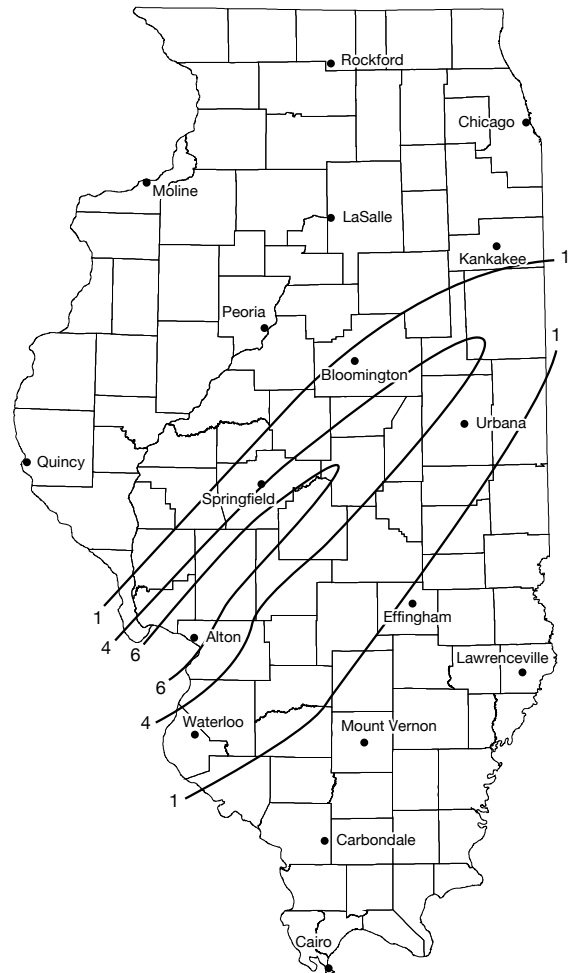 Rockford
Chicago
Moline
LaSalle
Kankakee
1
Peoria
1
Bloomington
Urbana
Quincy
Springfield
1
Effingham
4
Alton
6
Lawrenceville
6
4
Waterloo
Mount Vernon
1
Carbondale
Cairo